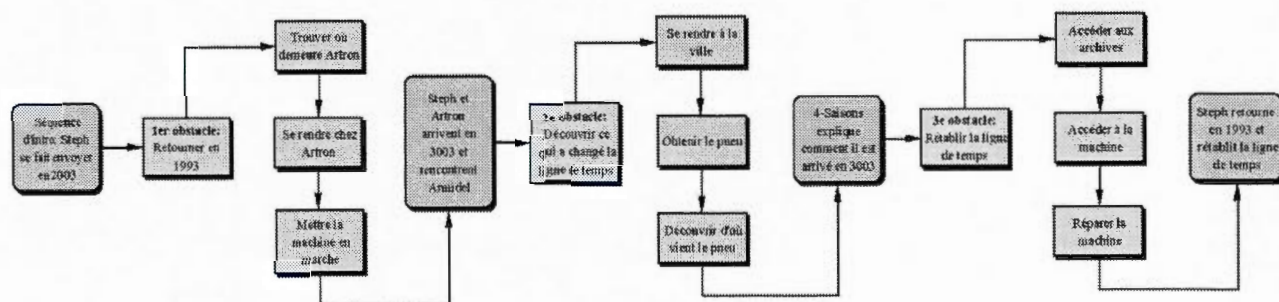 Séquence
d'intro: Steph
se fait envoyer
en 2003
1er obstacle:
Retourner en
1993
Trouver où
demeure Artron
Se rendre chez
Artron
Mettre la
machine en
marche
Steph et
Artron
arrivent en
3003 et
rencontrent
2e obstacle:
Découvrir ce
qui a changé la
ligne de temps
Se rendre à la
ville
Obtenir le pneu
Découvrir d'où
vient le pneu
4-Saisons
explique
comment il est
arrivé en 3003
3e obstacle:
Rétablir la ligne
de temps
Accéder aux
archives
Accéder à la
machine
Réparer la
machine
Steph retourne
en 1993 et
rétablit la ligne
de temps